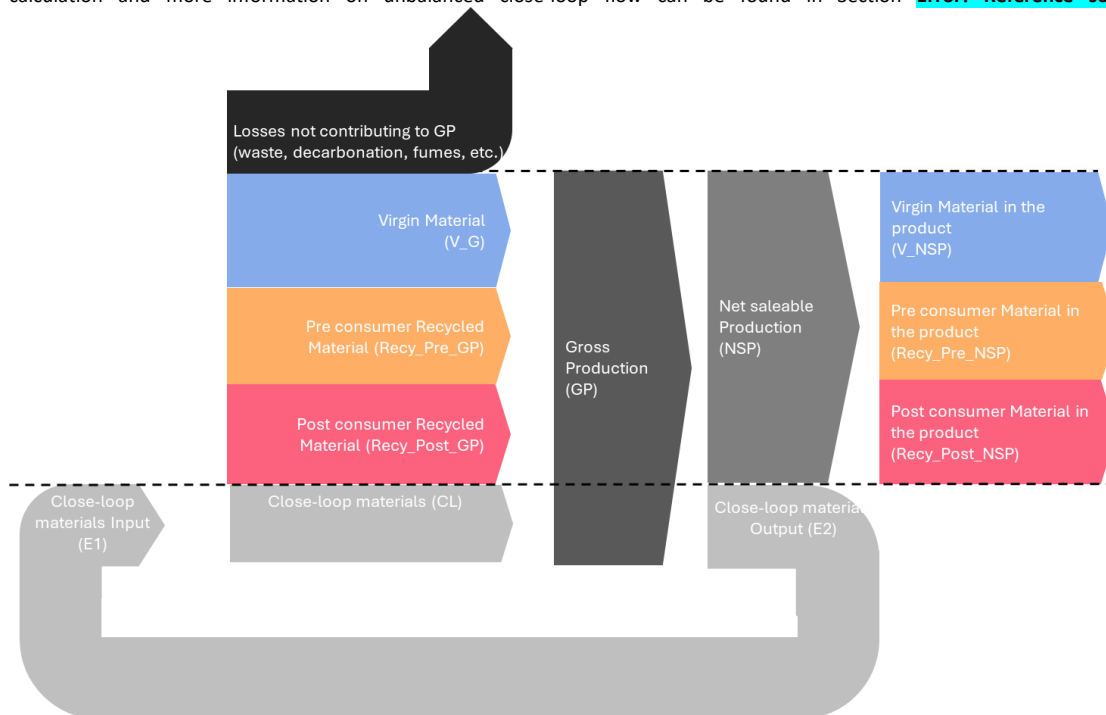 calculation and more information on unbalanced close-loop flow can be found in Section Error! Reference
Losses not contributing to GP
(waste, decarbonation, fumes, etc.)
Virgin Material
(V_G)
Pre consumer Recycled
Material (Recy_Pre_GP)
Post consumer Recycled
Material (Recy_Post_GP)
Close-loop
materials Input
(E1)
Close-loop materials (CL)
Gross
Production
(GP)
Net saleable
Production
(NSP)
Close-loop material
Output (E2)
Virgin Material in the
product
(V_NSP)
Pre consumer Material in
the product
(Recy_Pre_NSP)
Post consumer Material in
the product
(Recy_Post_NSP)